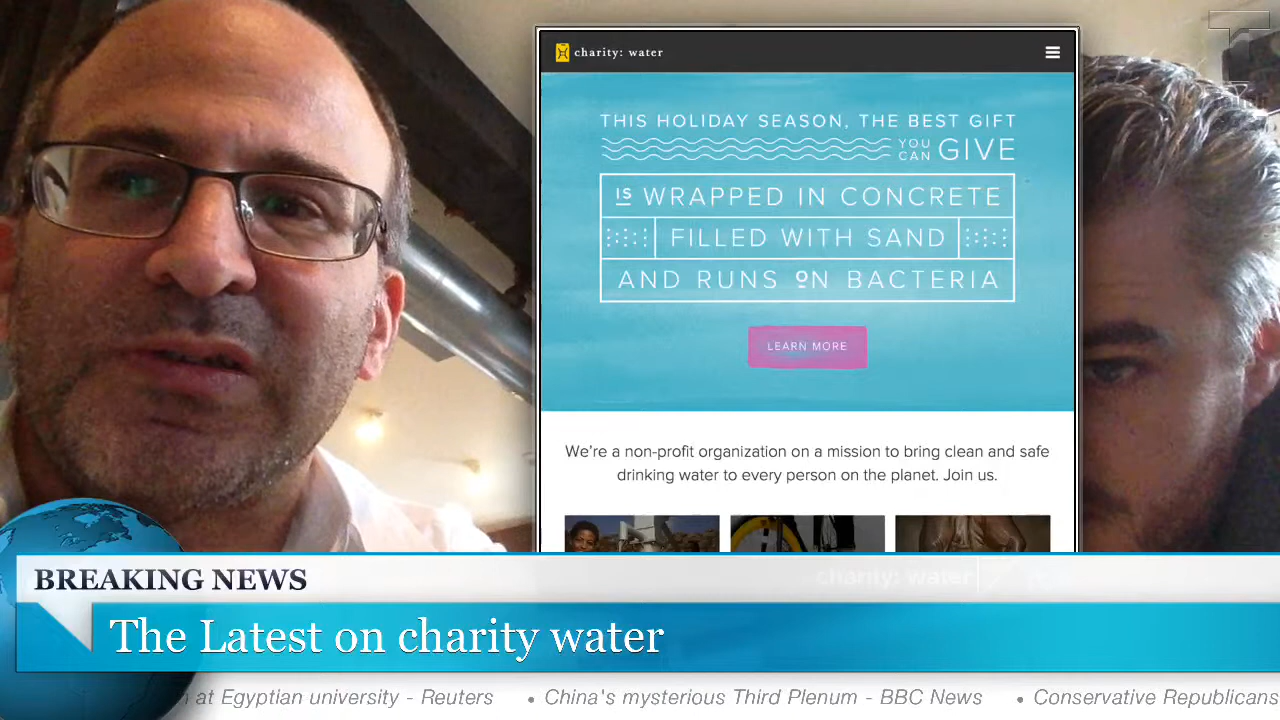 charity: water
THIS HOLIDAY SEASON, THE BEST GIFT
YOU CAN GIVE
IS WRAPPED IN CONCRETE
FILLED WITH SAND
AND RUNS ON BACTERIA
LEARN MORE
We're a non-profit organization on a mission to bring clean and safe
drinking water to every person on the planet. Join us.
charity: water
BREAKING NEWS
The Latest on charity water
at Egyptian university - Reuters • China's mysterious Third Plenum - BBC News • Conservative Republicans